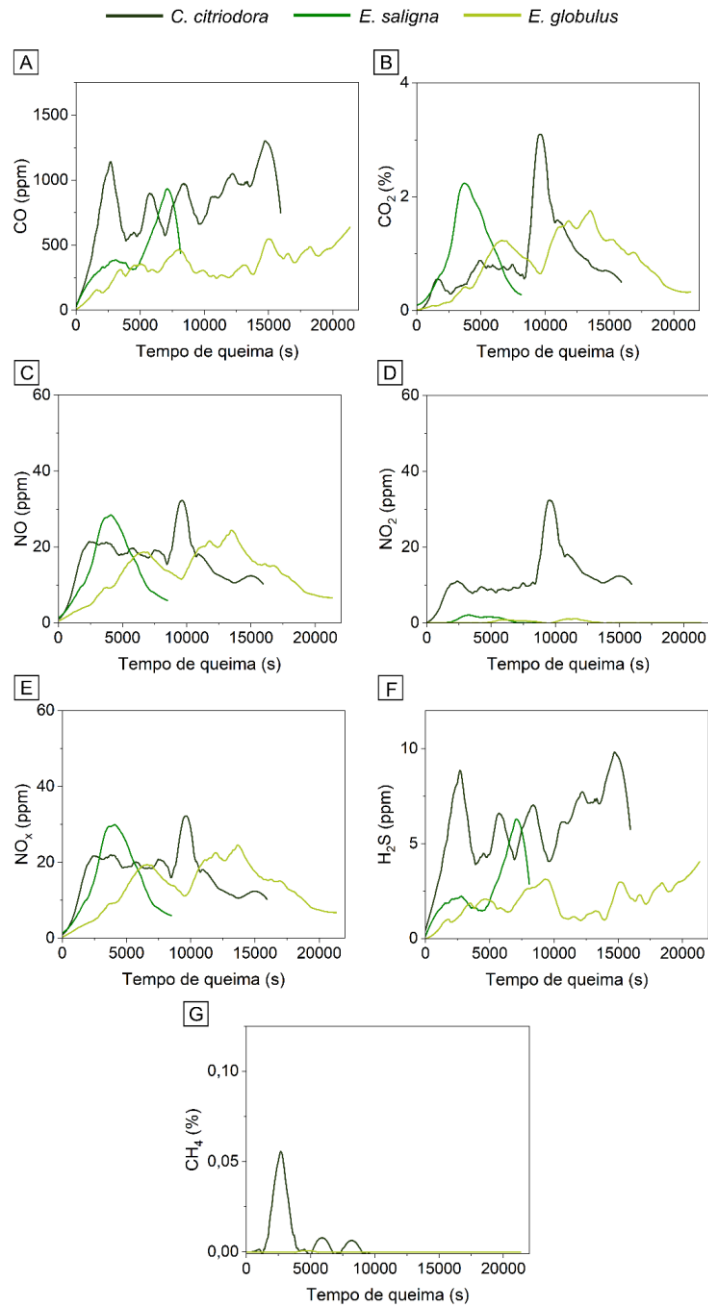 C. citriodora E. saligna E. globulus
A
1500
1000
500
0
CO (ppm)
0 5000 10000 15000 20000
Tempo de queima (s)
B
4
2
0
CO₂ (%)
0 5000 10000 15000 20000
Tempo de queima (s)
C
60
40
20
0
NO (ppm)
0 5000 10000 15000 20000
Tempo de queima (s)
D
60
40
20
0
NO₂ (ppm)
0 5000 10000 15000 20000
Tempo de queima (s)
E
60
40
20
0
NOₓ (ppm)
0 5000 10000 15000 20000
Tempo de queima (s)
F
10
5
0
H₂S (ppm)
0 5000 10000 15000 20000
Tempo de queima (s)
G
0,10
0,05
0,00
CH₄ (%)
0 5000 10000 15000 20000
Tempo de queima (s)